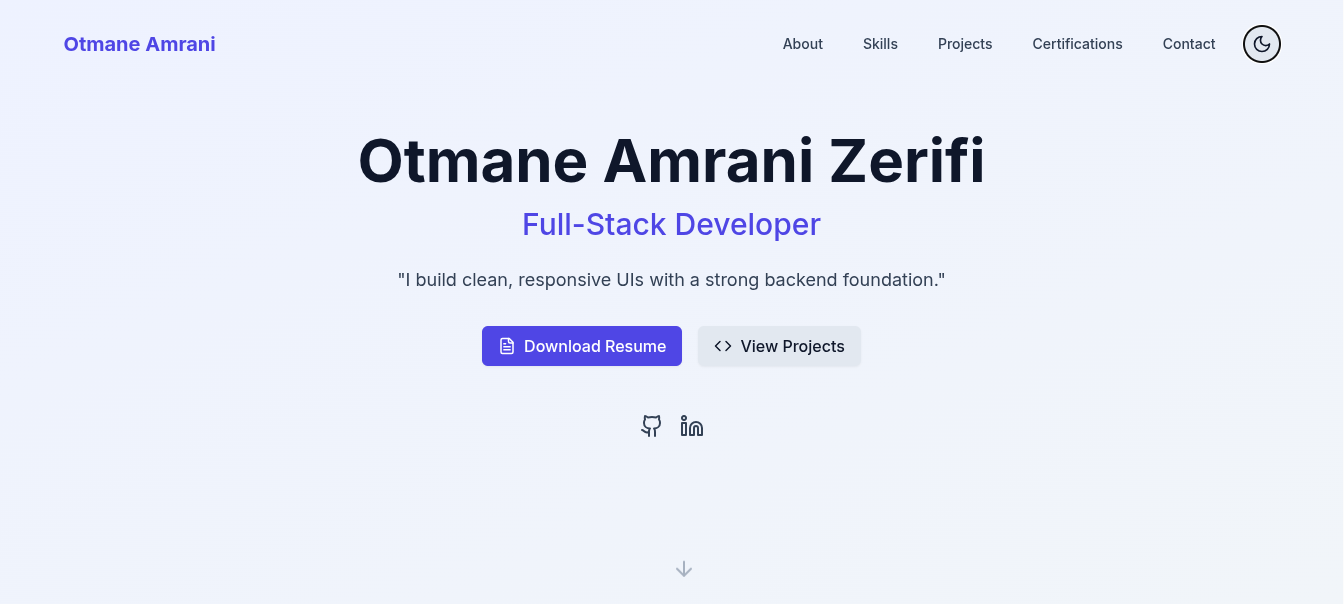 Otmane Amrani
About
Skills
Projects
Certifications
Contact
Otmane Amrani Zerifi
Full-Stack Developer
"I build clean, responsive UIs with a strong backend foundation."
Download Resume
View Projects